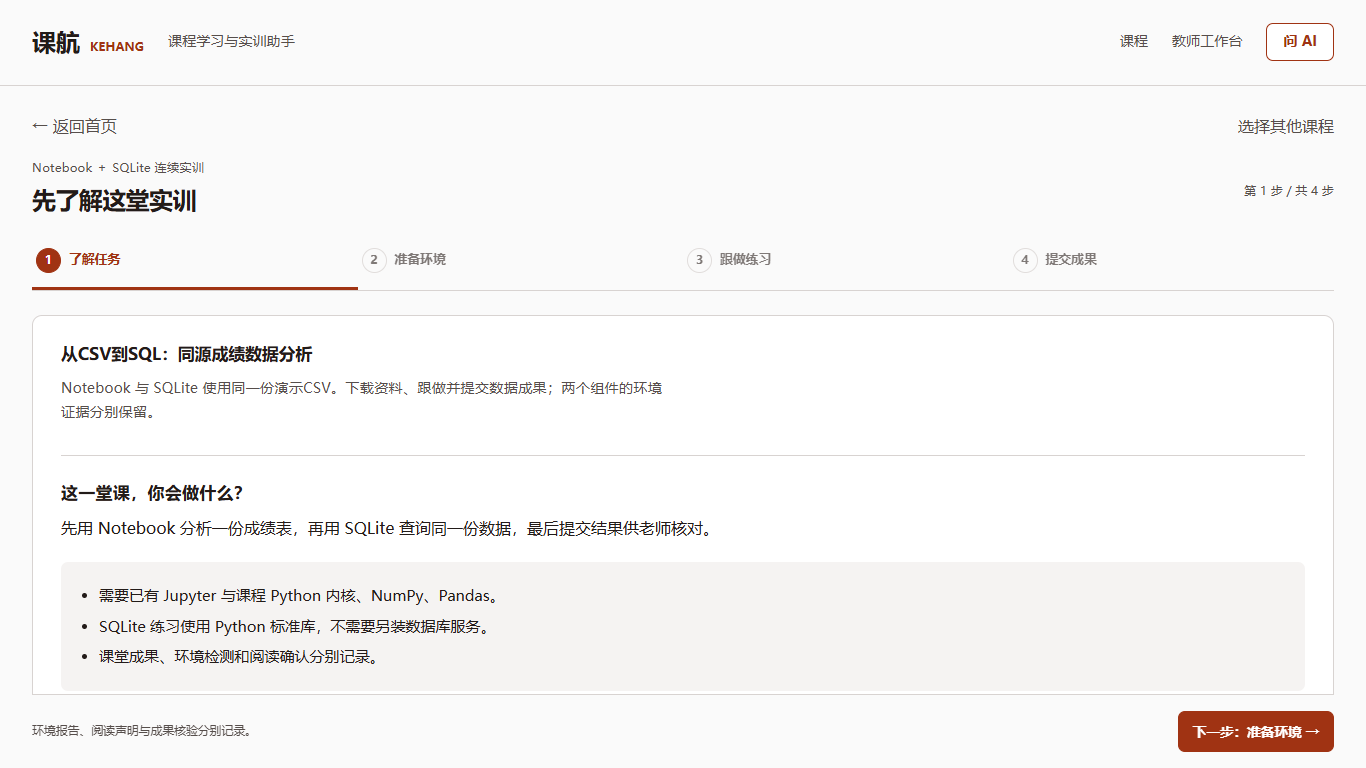 课航 KEHANG 课程学习与实训助手 课程 教师工作台 问 AI
← 返回首页 选择其他课程
Notebook + SQLite 连续实训
先了解这堂实训 第 1 步 / 共 4 步
1 了解任务 2 准备环境 3 跟做练习 4 提交成果
从CSV到SQL：同源成绩数据分析
Notebook 与 SQLite 使用同一份演示CSV。下载资料、跟做并提交数据成果；两个组件的环境
证据分别保留。
这一堂课，你会做什么？
先用 Notebook 分析一份成绩表，再用 SQLite 查询同一份数据，最后提交结果供老师核对。
• 需要已有 Jupyter 与课程 Python 内核、NumPy、Pandas。
• SQLite 练习使用 Python 标准库，不需要另装数据库服务。
• 课堂成果、环境检测和阅读确认分别记录。
环境报告、阅读声明与成果核验分别记录。 下一步：准备环境 →